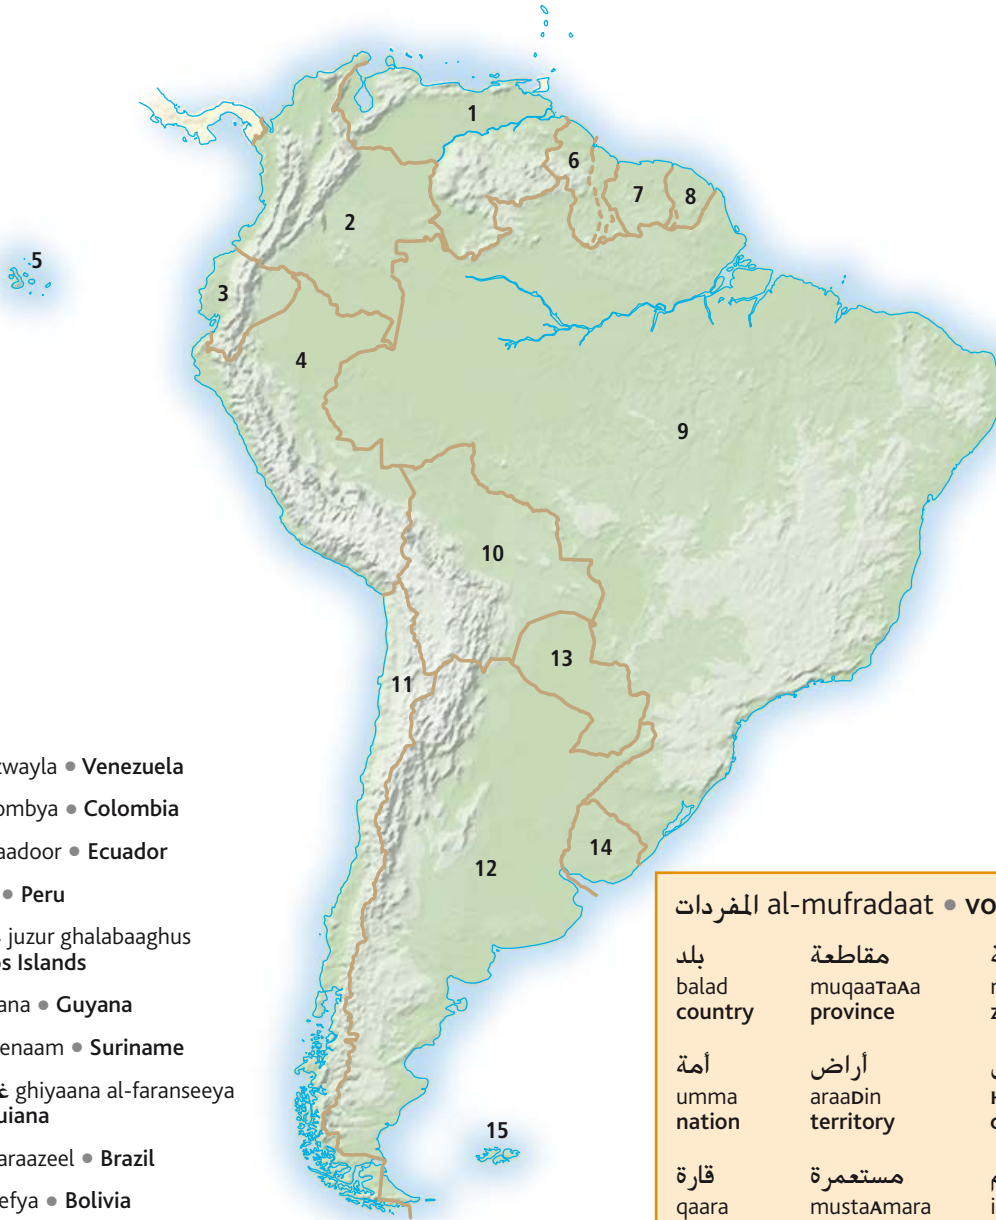 1
2
3
4
5
6
7
8
9
10
11
12
13
14
15
zwayla ● Venezuela
ombya ● Colombia
aadoor ● Ecuador
● Peru
juzur ghalabaaghus
os Islands
ana ● Guyana
enaam ● Suriname
ghiyaana al-faranseeya
uiana
araazeel ● Brazil
efya ● Bolivia
المفردات al-mufradaat ● vo
بلد مقاطعة
balad muqaaTaAa
country province
أمة أراض
umma araaDin
nation territory
قارة مستعمرة
qaara mustaAmara